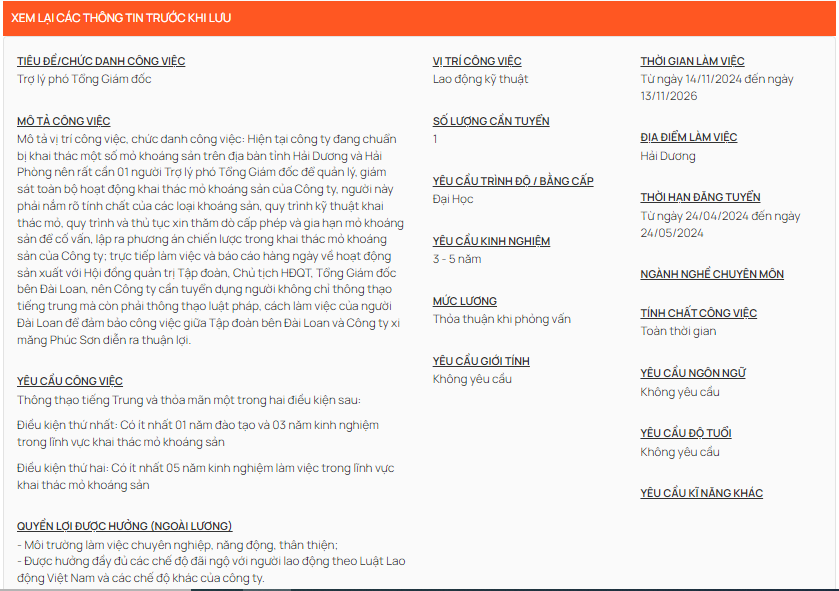 XEM LẠI CÁC THÔNG TIN TRƯỚC KHI LƯU
TIÊU ĐỀ/CHỨC DANH CÔNG VIỆC
Trợ lý phó Tổng Giám đốc
MÔ TẢ CÔNG VIỆC
Mô tả vị trí công việc, chức danh công việc: Hiện tại công ty đang chuẩn
bị khai thác một số mỏ khoáng sản trên địa bàn tỉnh Hải Dương và Hải
Phòng nên rất cần 01 người Trợ lý phó Tổng Giám đốc để quản lý, giám
sát toàn bộ hoạt động khai thác mỏ khoáng sản của Công ty, người này
phải nắm rõ tính chất của các loại khoáng sản, quy trình kỹ thuật khai
thác mỏ, quy trình và thủ tục xin thăm dò cấp phép và gia hạn mỏ khoáng
sản để cố vấn, lập ra phương án chiến lược trong khai thác mỏ khoáng
sản của Công ty; trực tiếp làm việc và báo cáo hàng ngày về hoạt động
sản xuất với Hội đồng quản trị Tập đoàn, Chủ tịch HĐQT, Tổng Giám đốc
bên Đài Loan, nên Công ty cần tuyển dụng người không chỉ thông thạo
tiếng trung mà còn phải thông thạo luật pháp, cách làm việc của người
Đài Loan để đảm bảo công việc giữa Tập đoàn bên Đài Loan và Công ty xi
măng Phúc Sơn diễn ra thuận lợi.
YÊU CẦU CÔNG VIỆC
Thông thạo tiếng Trung và thỏa mãn một trong hai điều kiện sau:
Điều kiện thứ nhất: Có ít nhất 01 năm đào tạo và 03 năm kinh nghiệm
trong lĩnh vực khai thác mỏ khoáng sản
Điều kiện thứ hai: Có ít nhất 05 năm kinh nghiệm làm việc trong lĩnh vực
khai thác mỏ khoáng sản
QUYỀN LỢI ĐƯỢC HƯỞNG (NGOÀI LƯƠNG)
- Môi trường làm việc chuyên nghiệp, năng động, thân thiện;
- Được hưởng đầy đủ các chế độ đãi ngộ với người lao động theo Luật Lao
động Việt Nam và các chế độ khác của công ty.
VỊ TRÍ CÔNG VIỆC
Lao động kỹ thuật
SỐ LƯỢNG CẦN TUYỂN
1
YÊU CẦU TRÌNH ĐỘ / BẰNG CẤP
Đại Học
YÊU CẦU KINH NGHIỆM
3 - 5 năm
MỨC LƯƠNG
Thỏa thuận khi phỏng vấn
YÊU CẦU GIỚI TÍNH
Không yêu cầu
THỜI GIAN LÀM VIỆC
Từ ngày 14/11/2024 đến ngày
13/11/2026
ĐỊA ĐIỂM LÀM VIỆC
Hải Dương
THỜI HẠN ĐĂNG TUYỂN
Từ ngày 24/04/2024 đến ngày
24/05/2024
NGÀNH NGHỀ CHUYÊN MÔN
TÍNH CHẤT CÔNG VIỆC
Toàn thời gian
YÊU CẦU NGÔN NGỮ
Không yêu cầu
YÊU CẦU ĐỘ TUỔI
Không yêu cầu
YÊU CẦU KĨ NĂNG KHÁC